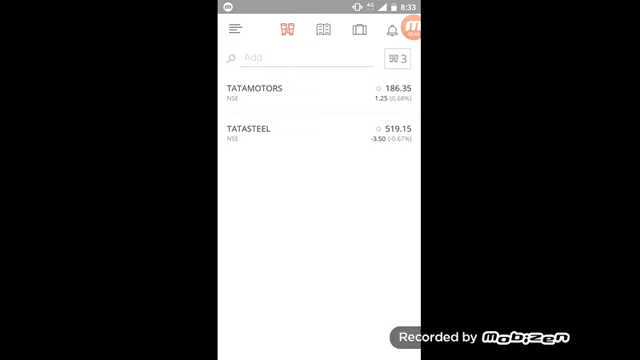 4G 8:33
Add
3
TATAMOTORS 186.35
NSE 1.25 (0.68%)
TATASTEEL 519.15
NSE -3.50 (-0.67%)
Recorded by MOBIZEN